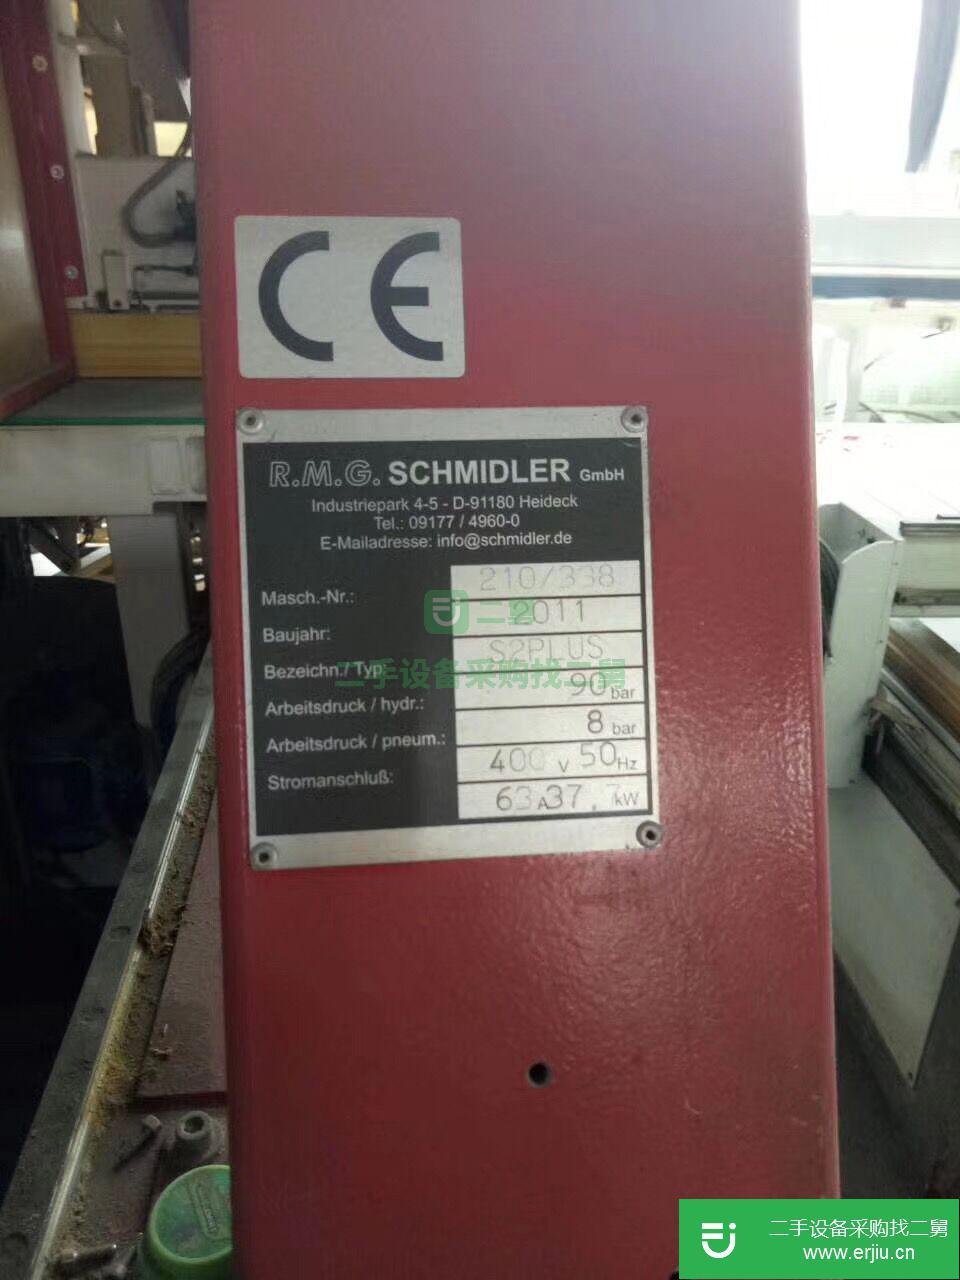 CE
R.M.G. SCHMIDLER GmbH
Industriepark 4-5 - D-91180 Heideck
Tel.: 09177 / 4960-0
E-Mailadresse: info@schmidler.de
Masch.-Nr.: 210/338
Baujahr: 2011
Bezeichn./ Typ: S2PLUS
Arbeitsdruck / hydr.: 90 bar
Arbeitsdruck / pneum.: 8 bar
Stromanschluß: 400 V 50 Hz
63 A 37.7 kW
二舅
二手设备采购找二舅
二手设备采购找二舅
www.erjiu.cn